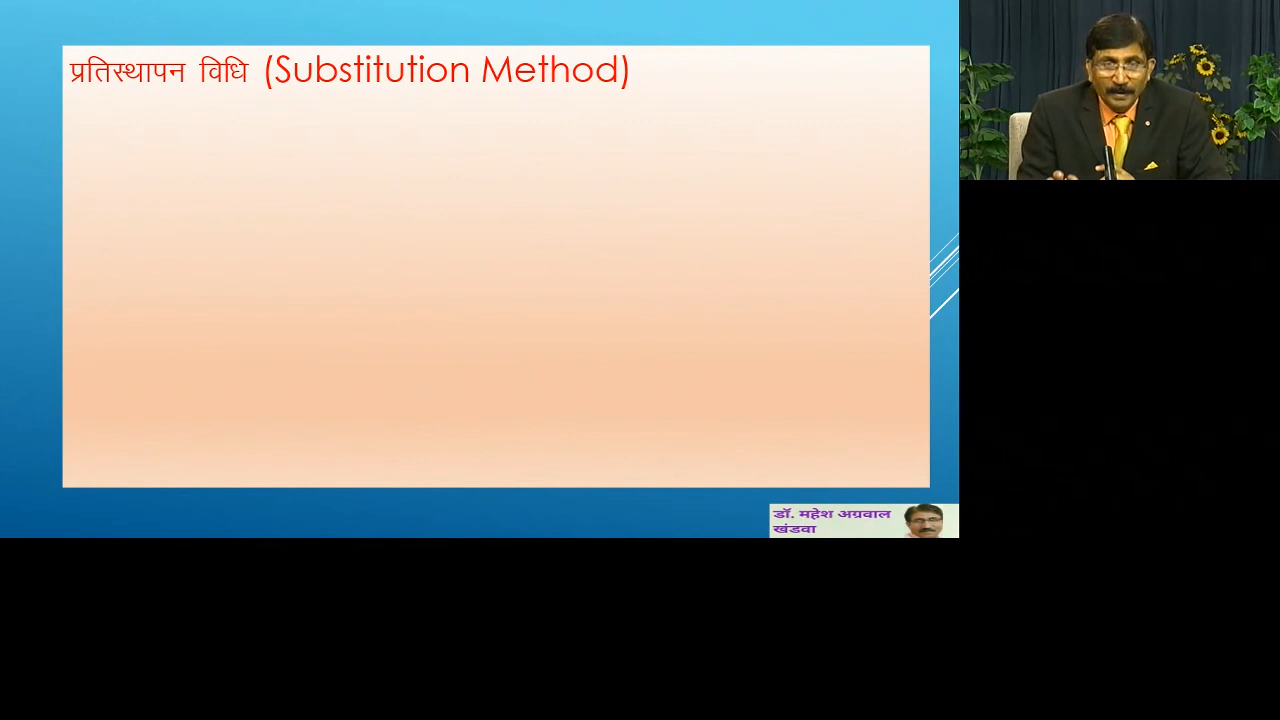 प्रतिस्थापन विधि (Substitution Method)
डॉ. महेश अग्रवाल
खंडवा